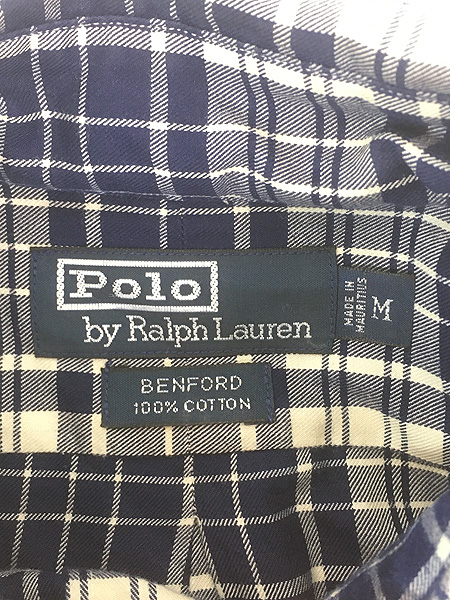 Polo
by Ralph Lauren
MADE IN
MAURITIUS
M
BENFORD
100% COTTON